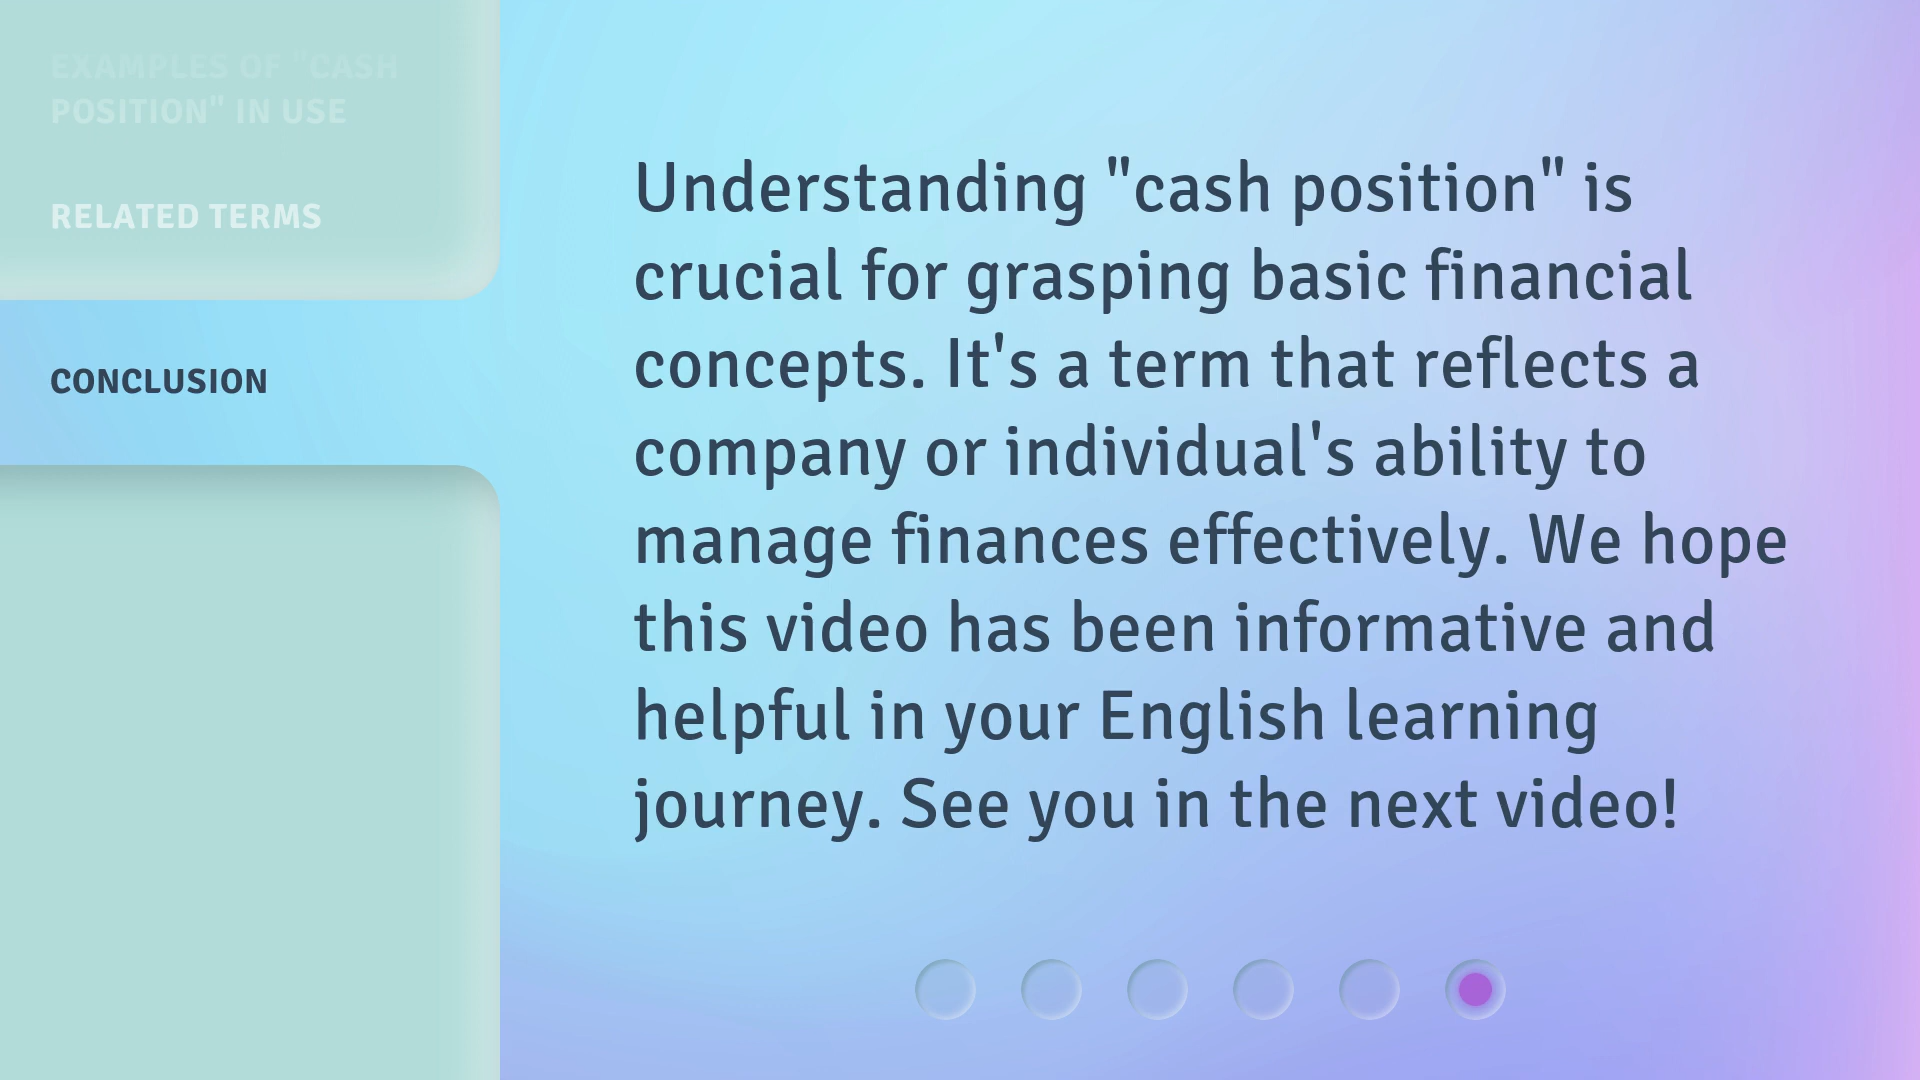 EXAMPLES OF "CASH
POSITION" IN USE
RELATED TERMS
CONCLUSION
Understanding "cash position" is
crucial for grasping basic financial
concepts. It's a term that reflects a
company or individual's ability to
manage finances effectively. We hope
this video has been informative and
helpful in your English learning
journey. See you in the next video!